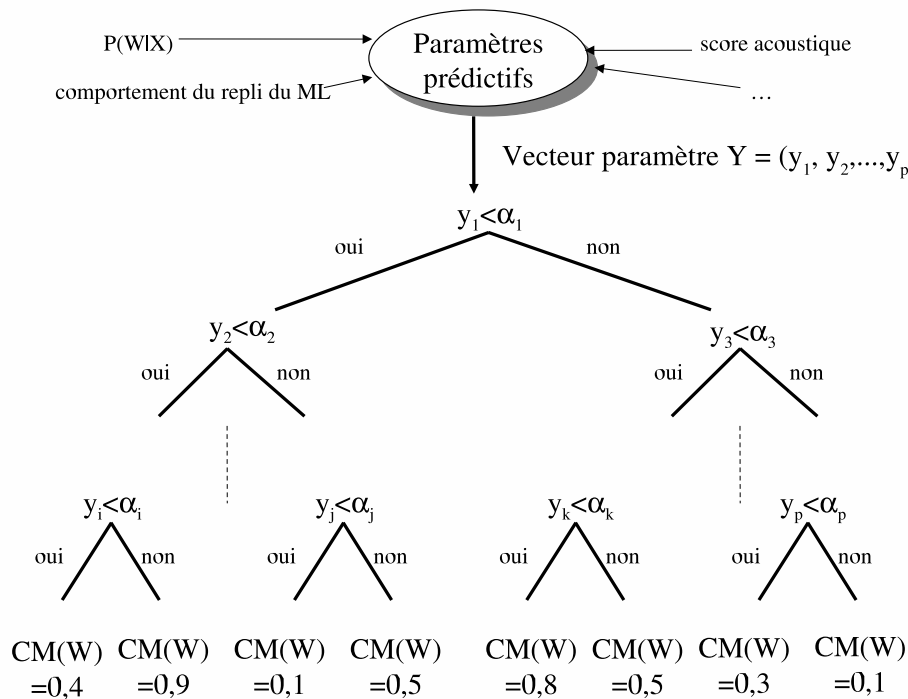 P(W|X)
Paramètres
prédictifs
score acoustique
comportement du repli du ML
...
Vecteur paramètre Y = (y1, y2,...,yp
y1<α1
oui
non
y2<α2
y3<α3
oui
non
oui
non
yi<αi
yj<αj
yk<αk
yp<αp
oui
non
oui
non
oui
non
oui
non
CM(W) CM(W) CM(W) CM(W) CM(W) CM(W) CM(W) CM(W)
=0,4 =0,9 =0,1 =0,5 =0,8 =0,5 =0,3 =0,1